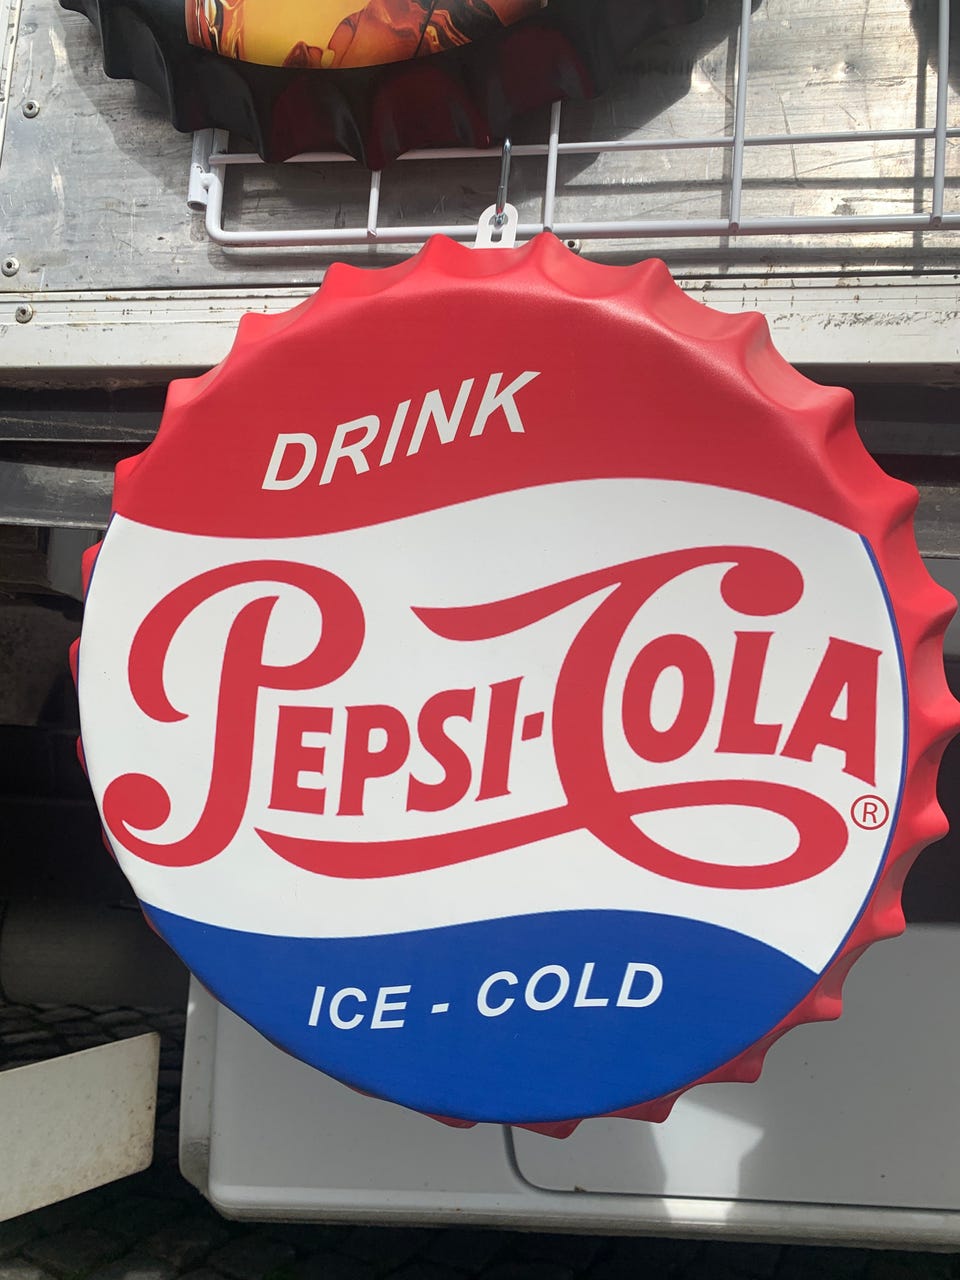 DRINK
PEPSI-COLA
®
ICE - COLD